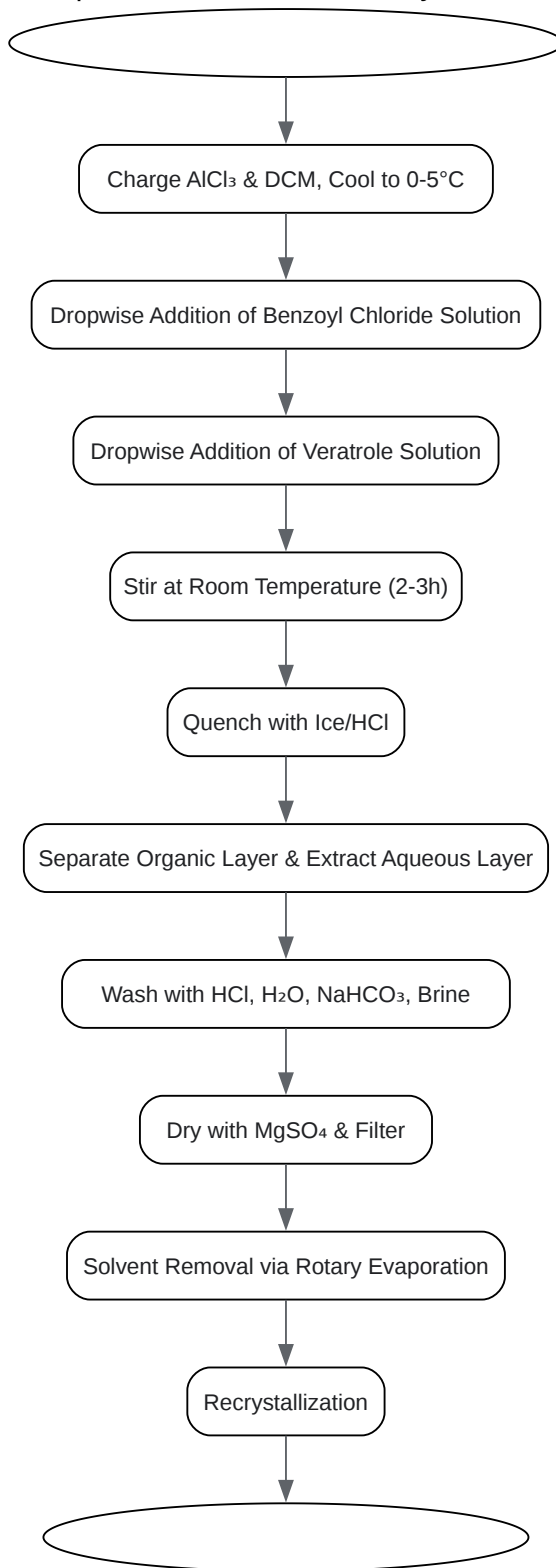 Charge AlCl₃ & DCM, Cool to 0-5°C
Dropwise Addition of Benzoyl Chloride Solution
Dropwise Addition of Veratrole Solution
Stir at Room Temperature (2-3h)
Quench with Ice/HCl
Separate Organic Layer & Extract Aqueous Layer
Wash with HCl, H₂O, NaHCO₃, Brine
Dry with MgSO₄ & Filter
Solvent Removal via Rotary Evaporation
Recrystallization